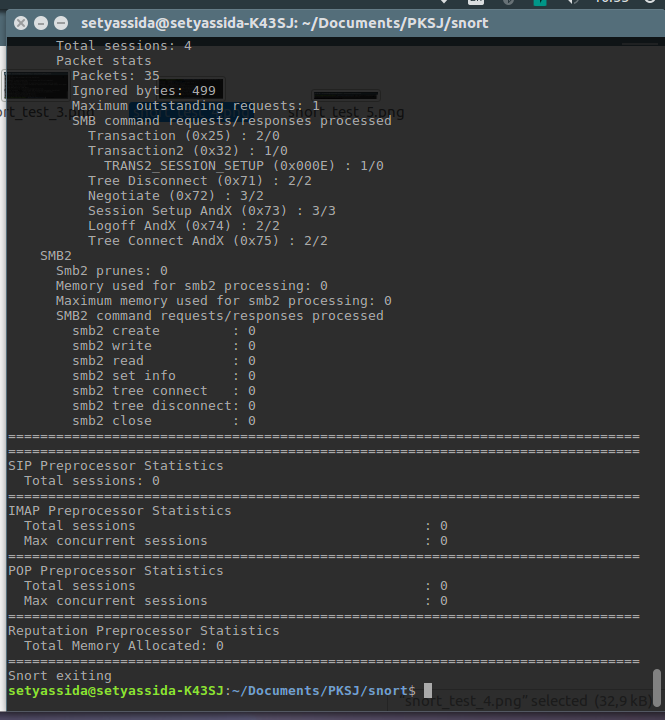 setyassida@setyassida-K43SJ: ~/Documents/PKSJ/snort
Total sessions: 4
Packet stats
Packets: 35
Ignored bytes: 499
Maximum outstanding requests: 1
ort_test_3.png
short_test_5.png
SMB command requests/responses processed
Transaction (0x25) : 2/0
Transaction2 (0x32) : 1/0
TRANS2_SESSION_SETUP (0x000E) : 1/0
Tree Disconnect (0x71) : 2/2
Negotiate (0x72) : 3/2
Session Setup AndX (0x73) : 3/3
Logoff AndX (0x74) : 2/2
Tree Connect AndX (0x75) : 2/2
SMB2
Smb2 prunes: 0
Memory used for smb2 processing: 0
Maximum memory used for smb2 processing: 0
SMB2 command requests/responses processed
smb2 create         : 0
smb2 write          : 0
smb2 read           : 0
smb2 set info       : 0
smb2 tree connect   : 0
smb2 tree disconnect: 0
smb2 close          : 0
===============================================================================
===============================================================================
SIP Preprocessor Statistics
Total sessions: 0
===============================================================================
IMAP Preprocessor Statistics
Total sessions                                    : 0
Max concurrent sessions                           : 0
===============================================================================
POP Preprocessor Statistics
Total sessions                                    : 0
Max concurrent sessions                           : 0
===============================================================================
Reputation Preprocessor Statistics
Total Memory Allocated: 0
===============================================================================
Snort exiting
setyassida@setyassida-K43SJ:~/Documents/PKSJ/snort$
"short_test_4.png" selected (32,9 kB)